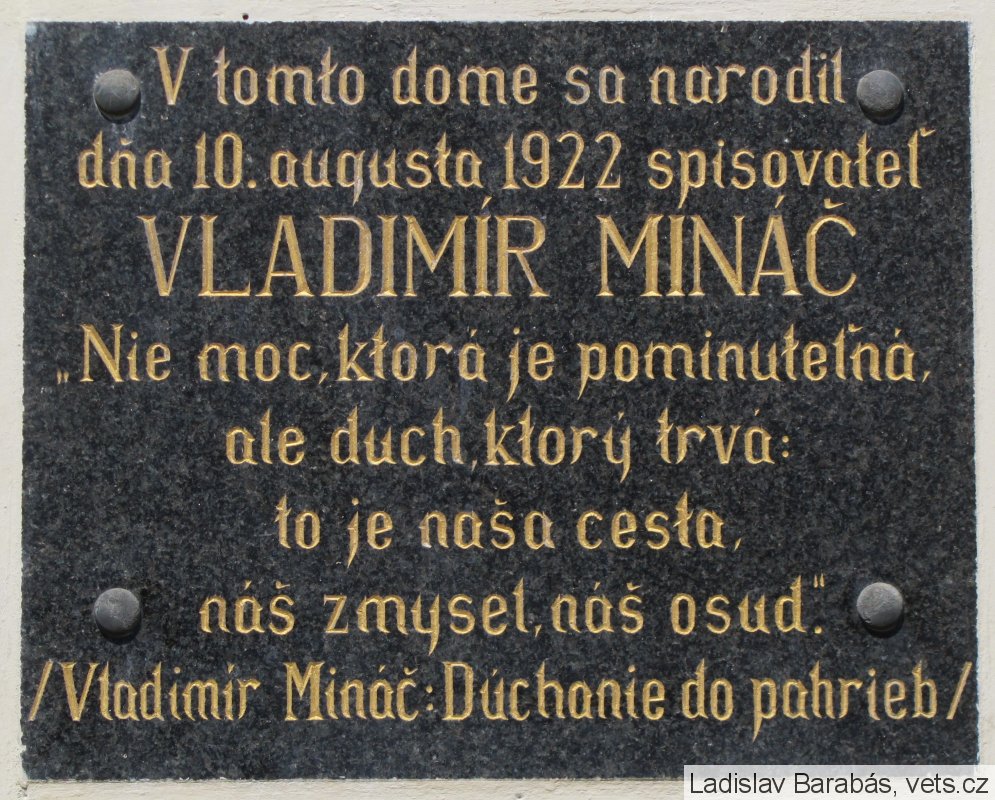 V tomto dome sa narodil
dňa 10. augusta 1922 spisovateľ
VLADIMÍR MINÁČ
„Nie moc, ktorá je pominuteľná,
ale duch, ktorý trvá:
to je naša cesta,
náš zmysel, náš osud“.
/Vladimír Mináč: Dúchanie do pahrieb/
Ladislav Barabás, vets.cz